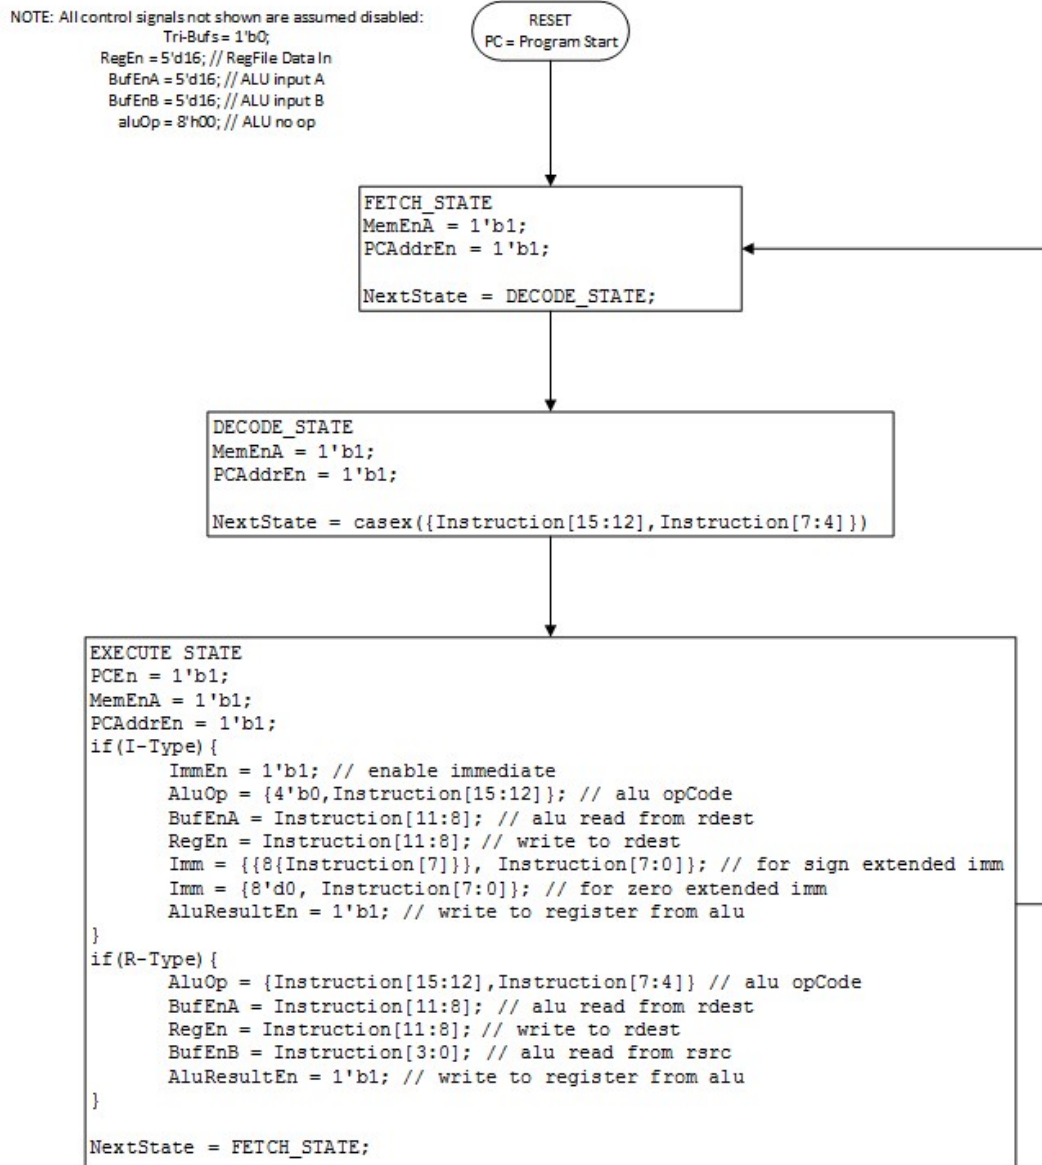 NOTE: All control signals not shown are assumed disabled:
Tri-Bufs = 1'b0;
RegEn = 5'd16; // RegFile Data In
BufEnA = 5'd16; // ALU input A
BufEnB = 5'd16; // ALU input B
aluOp = 8'h00; // ALU no op
RESET
PC = Program Start
FETCH_STATE
MemEnA = 1'b1;
PCAddrEn = 1'b1;
NextState = DECODE_STATE;
DECODE_STATE
MemEnA = 1'b1;
PCAddrEn = 1'b1;
NextState = casex({Instruction[15:12],Instruction[7:4]})
EXECUTE STATE
PCEn = 1'b1;
MemEnA = 1'b1;
PCAddrEn = 1'b1;
if(I-Type){
ImmEn = 1'b1; // enable immediate
AluOp = {4'b0,Instruction[15:12]}; // alu opCode
BufEnA = Instruction[11:8]; // alu read from rdest
RegEn = Instruction[11:8]; // write to rdest
Imm = {{8{Instruction[7]}}, Instruction[7:0]}; // for sign extended imm
Imm = {8'd0, Instruction[7:0]}; // for zero extended imm
AluResultEn = 1'b1; // write to register from alu
}
if(R-Type){
AluOp = {Instruction[15:12],Instruction[7:4]} // alu opCode
BufEnA = Instruction[11:8]; // alu read from rdest
RegEn = Instruction[11:8]; // write to rdest
BufEnB = Instruction[3:0]; // alu read from rsrc
AluResultEn = 1'b1; // write to register from alu
}
NextState = FETCH_STATE;